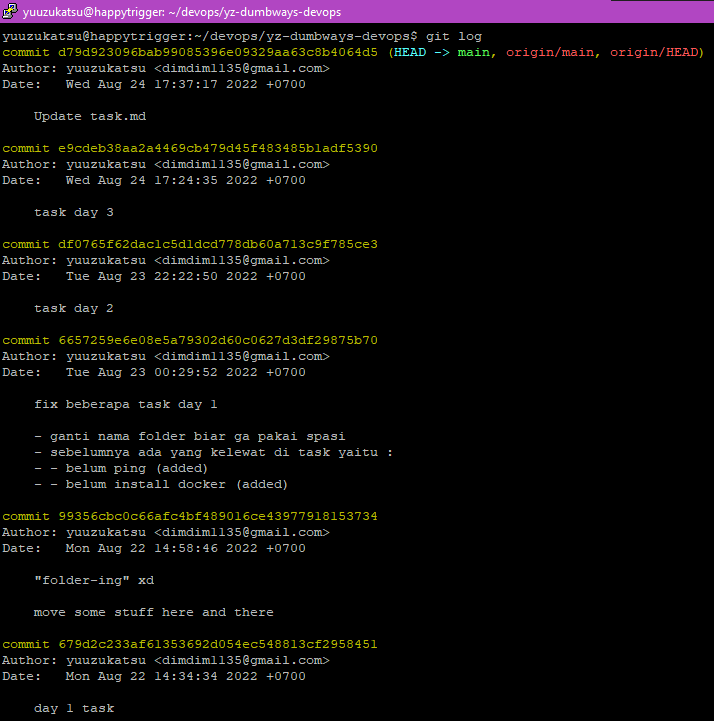 yuuzukatsu@happytrigger: ~/devops/yz-dumbways-devops
yuuzukatsu@happytrigger:~/devops/yz-dumbways-devops$ git log
commit d79d923096bab99085396e09329aa63c8b4064d5 (HEAD -> main, origin/main, origin/HEAD)
Author: yuuzukatsu <dimdim1135@gmail.com>
Date:   Wed Aug 24 17:37:17 2022 +0700
Update task.md
commit e9cdeb38aa2a4469cb479d45f483485b1adf5390
Author: yuuzukatsu <dimdim1135@gmail.com>
Date:   Wed Aug 24 17:24:35 2022 +0700
task day 3
commit df0765f62dac1c5d1dcd778db60a713c9f785ce3
Author: yuuzukatsu <dimdim1135@gmail.com>
Date:   Tue Aug 23 22:22:50 2022 +0700
task day 2
commit 6657259e6e08e5a79302d60c0627d3df29875b70
Author: yuuzukatsu <dimdim1135@gmail.com>
Date:   Tue Aug 23 00:29:52 2022 +0700
fix beberapa task day 1
- ganti nama folder biar ga pakai spasi
- sebelumnya ada yang kelewat di task yaitu :
- - belum ping (added)
- - belum install docker (added)
commit 99356cbc0c66afc4bf489016ce43977918153734
Author: yuuzukatsu <dimdim1135@gmail.com>
Date:   Mon Aug 22 14:58:46 2022 +0700
"folder-ing" xd
move some stuff here and there
commit 679d2c233af61353692d054ec548813cf2958451
Author: yuuzukatsu <dimdim1135@gmail.com>
Date:   Mon Aug 22 14:34:34 2022 +0700
day 1 task